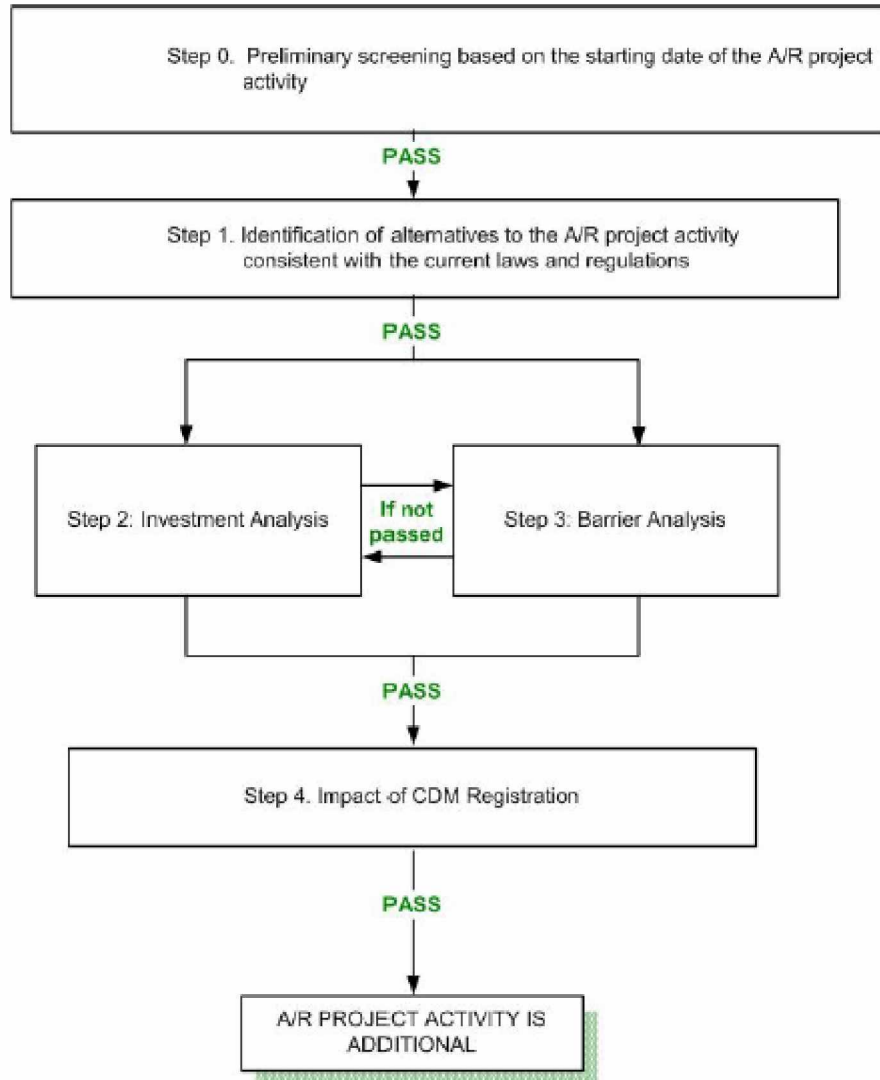 Step 0. Preliminary screening based on the starting date of the A/R project
activity
PASS
Step 1. Identification of alternatives to the A/R project activity
consistent with the current laws and regulations
PASS
Step 2: Investment Analysis
If not
passed
Step 3: Barrier Analysis
PASS
Step 4. Impact of CDM Registration
PASS
A/R PROJECT ACTIVITY IS
ADDITIONAL